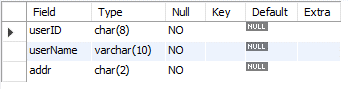 Field Type Null Key Default Extra
userID char(8) NO NULL
userName varchar(10) NO NULL
addr char(2) NO NULL